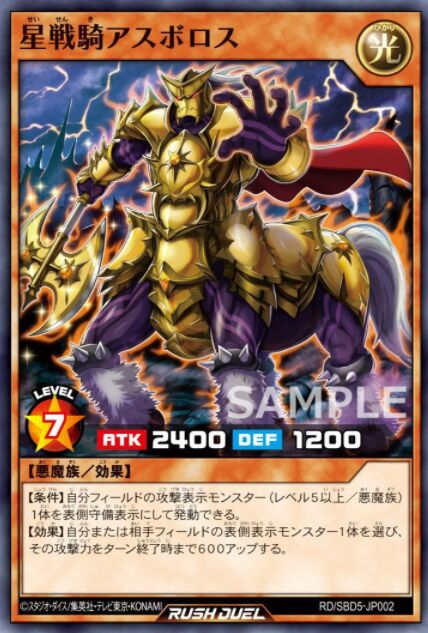 星戦騎アスボロス
光
SAMPLE
LEVEL
7
ATK 2400 DEF 1200
【悪魔族／効果】
【条件】自分フィールドの攻撃表示モンスター(レベル5以上／悪魔族)
1体を表側守備表示にして発動できる。
【効果】自分または相手フィールドの表側表示モンスター1体を選び、
その攻撃力をターン終了時まで600アップする。
©スタジオ・ダイス/集英社・テレビ東京・KONAMI
RUSH DUEL
RD/SBD5-JP002